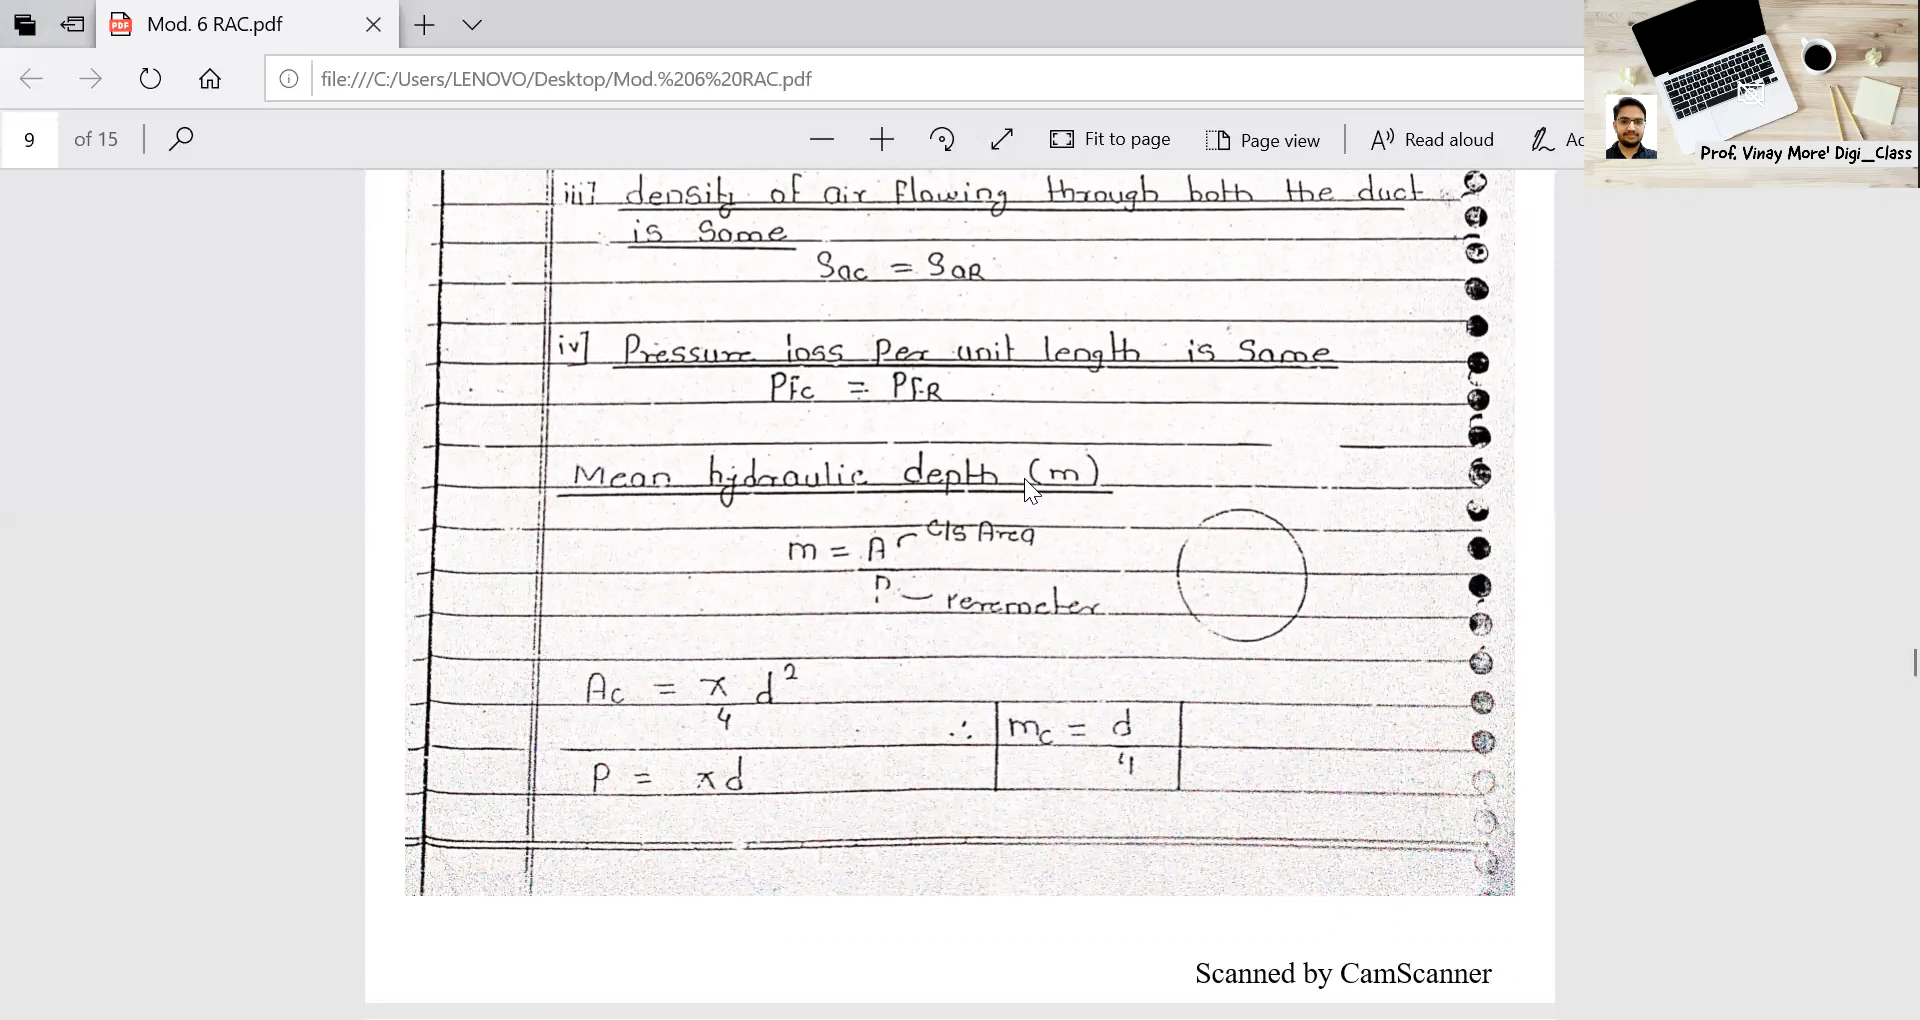 Mod. 6 RAC.pdf
file:///C:/Users/LENOVO/Desktop/Mod.%206%20RAC.pdf
9 of 15
Fit to page
Page view
Read aloud
Prof. Vinay More' Digi_Class
iii] density of air flowing through both the duct
is Same
ρac = ρaR
iv] Pressure loss Per unit length is Same
PFc = PFR
Mean hydraulic depth (m)
m = A C/s Area
P – Peremeter
Ac = π d²
4
∴ mc = d
4
P = πd
Scanned by CamScanner